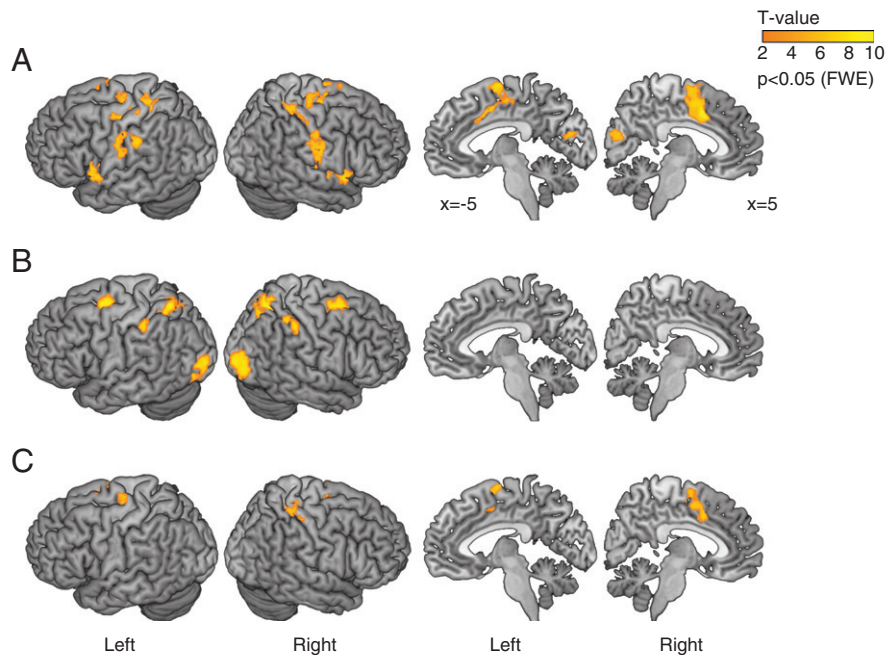 T-value
2 4 6 8 10
p<0.05 (FWE)
A
x=-5
x=5
B
C
Left
Right
Left
Right